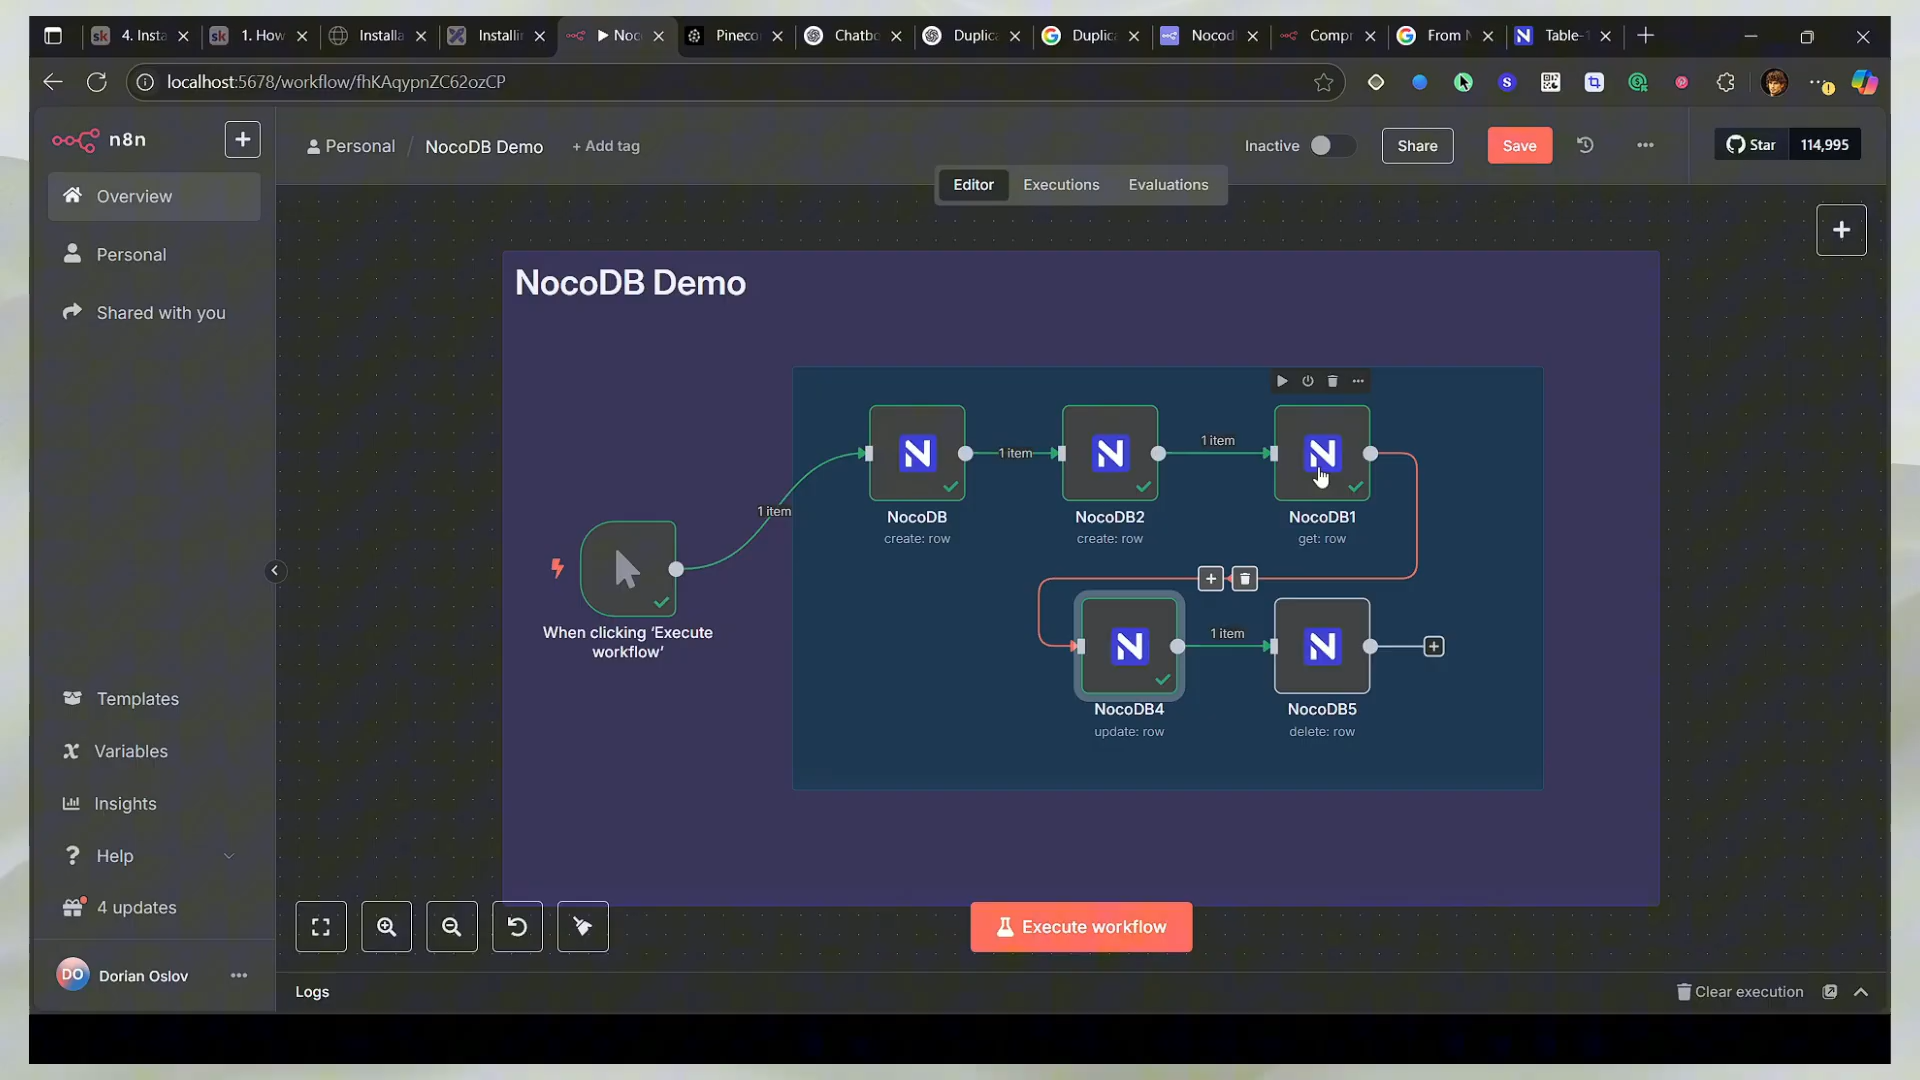 4. Insta
1. How
Installa
Installin
Noc
Pineco
Chatbo
Duplica
Duplic
Nocod
Compr
From N
Table-1
localhost:5678/workflow/fhKAqypnZC62ozCP
n8n
Personal / NocoDB Demo + Add tag
Inactive
Share
Save
Star 114,995
Editor Executions Evaluations
Overview
Personal
Shared with you
Templates
Variables
Insights
Help
4 updates
DO Dorian Oslov
NocoDB Demo
1 item
1 item
1 item
NocoDB
create: row
NocoDB2
create: row
NocoDB1
get: row
When clicking ‘Execute
workflow’
1 item
NocoDB4
update: row
NocoDB5
delete: row
Execute workflow
Logs
Clear execution